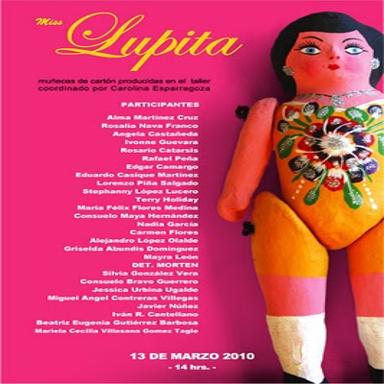 Miss
Lupita
muñecas de cartón producidas en el taller
coordinado por Carolina Esparragoza
PARTICIPANTES
Alma Martínez Cruz
Rosalía Nava Franco
Angela Castañeda
Ivonne Guevara
Rosario Catarsis
Rafael Peña
Edgar Camargo
Eduardo Casique Martínez
Lorenzo Piña Salgado
Stephanny López Lucero
Terry Holiday
María Félix Flores Medina
Consuelo Maya Hernández
Nadia García
Carmen Flores
Alejandro López Olalde
Griselda Abundis Dominguez
Mayra León
DET. MORTEN
Silvia González Vera
Consuelo Bravo Guerrero
Jessica Urbina Ugalde
Miguel Angel Contreras Villegas
Javier Núñez
Iván R. Cantellano
Beatriz Eugenia Gutiérrez Barbosa
Mariela Cecilia Villasana Gomez Tagle
13 DE MARZO 2010
- 14 hrs. -